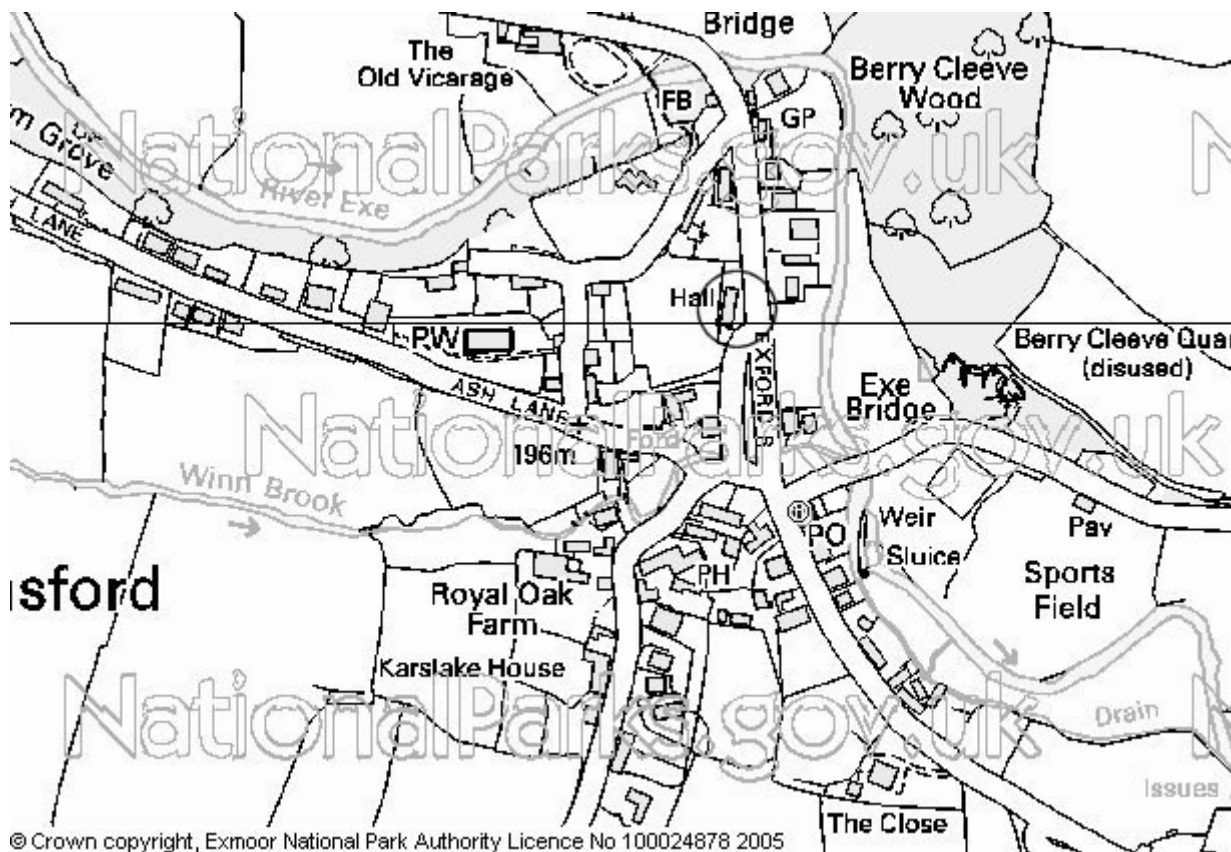 Bridge
The
Old Vicarage
Berry Cleeve
Wood
FB
GP
NationalParks.gov.uk
m Grove
River Exe
LANE
Hall
PW
EXFORD R
Berry Cleeve Quar
(disused)
ASH LANE
Exe
Bridge
Ford
NationalParks.gov.uk
196m
Winn Brook
Weir
PO
Pav
Sluice
PH
sford
Royal Oak
Farm
Sports
Field
Karslake House
NationalParks.gov.uk
Drain
Issues
The Close
© Crown copyright, Exmoor National Park Authority Licence No 100024878 2005